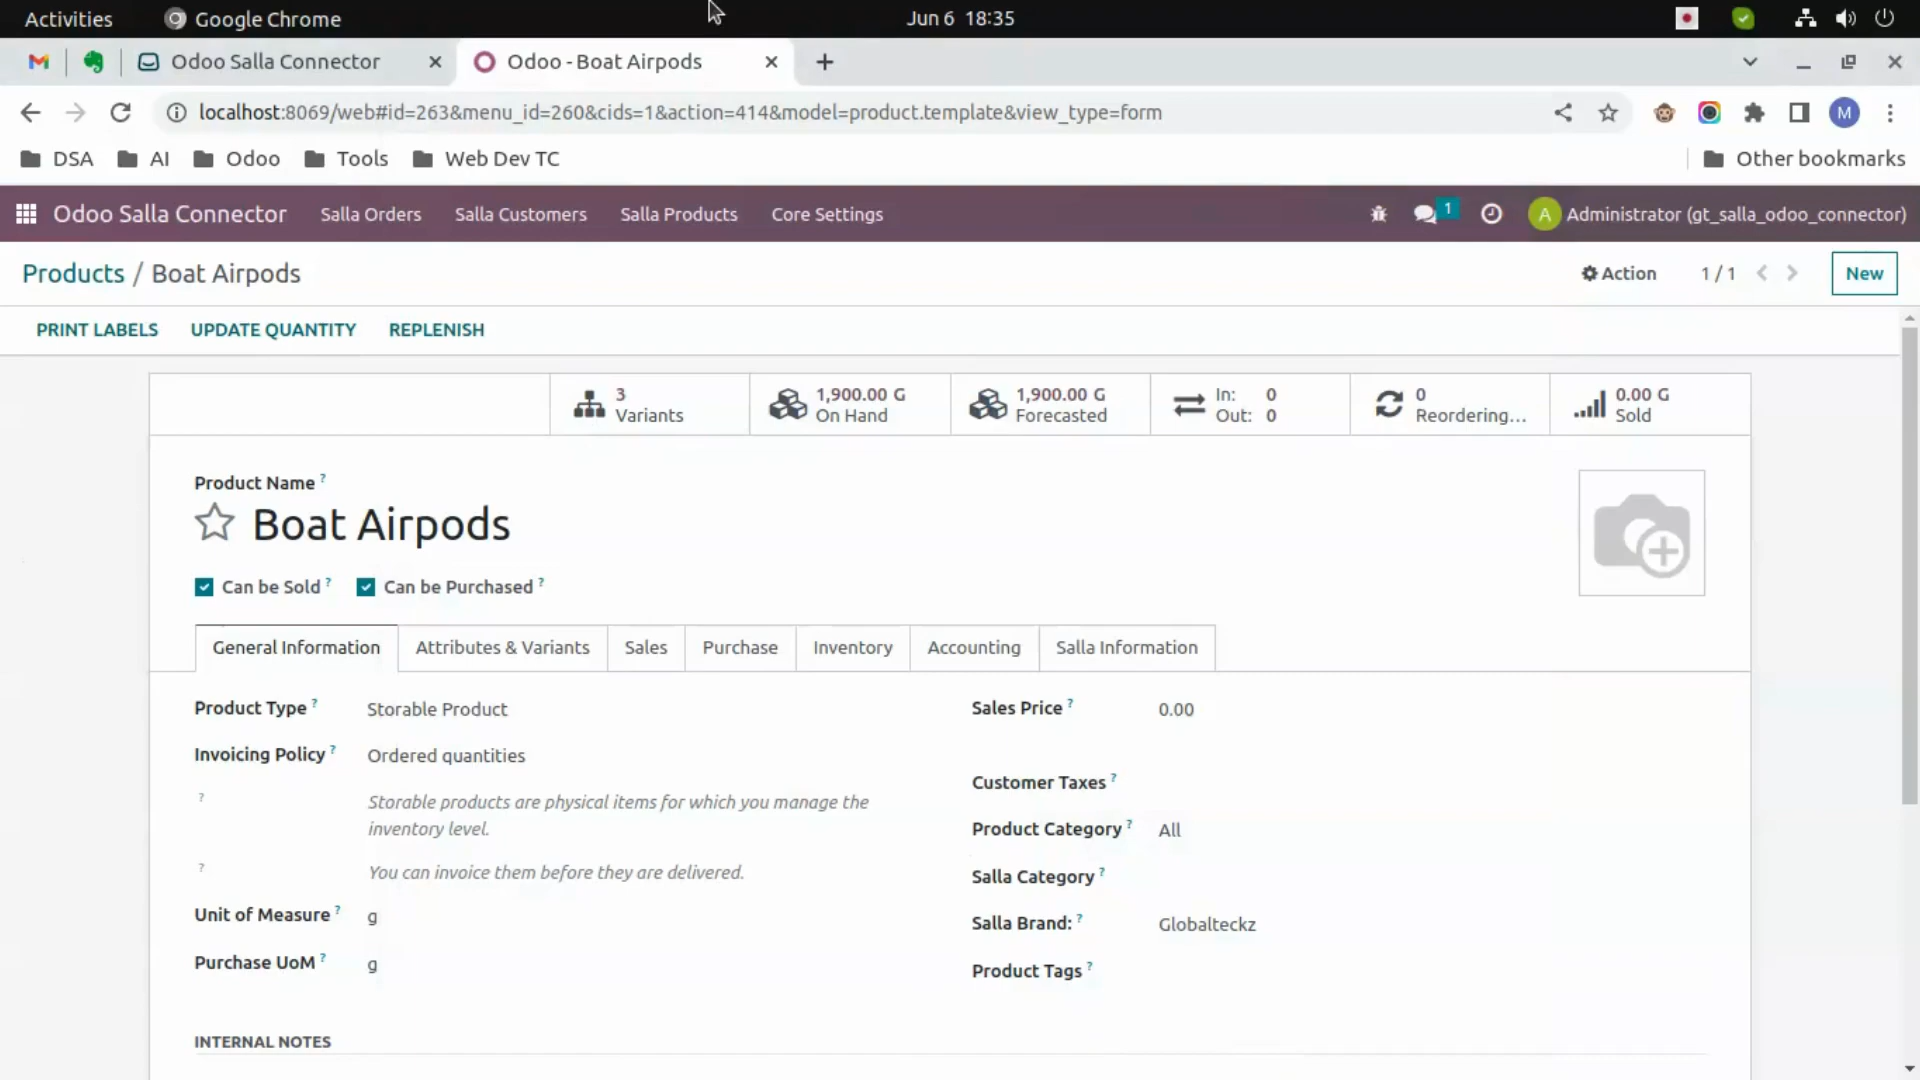 Activities Google Chrome Jun 6 18:35
Odoo Salla Connector Odoo - Boat Airpods
localhost:8069/web#id=263&menu_id=260&cids=1&action=414&model=product.template&view_type=form M
DSA AI Odoo Tools Web Dev TC Other bookmarks
Odoo Salla Connector Salla Orders Salla Customers Salla Products Core Settings 1 A Administrator (gt_salla_odoo_connector)
Products / Boat Airpods Action 1 / 1 New
PRINT LABELS UPDATE QUANTITY REPLENISH
3 1,900.00 G 1,900.00 G In: 0 0 0.00 G
Variants On Hand Forecasted Out: 0 Reordering... Sold
Product Name ?
Boat Airpods
Can be Sold ? Can be Purchased ?
General Information Attributes & Variants Sales Purchase Inventory Accounting Salla Information
Product Type ? Storable Product Sales Price ? 0.00
Invoicing Policy ? Ordered quantities
Customer Taxes ?
? Storable products are physical items for which you manage the
inventory level.
Product Category ? All
? You can invoice them before they are delivered.
Salla Category ?
Unit of Measure ? g Salla Brand: ? Globalteckz
Purchase UoM ? g Product Tags ?
INTERNAL NOTES